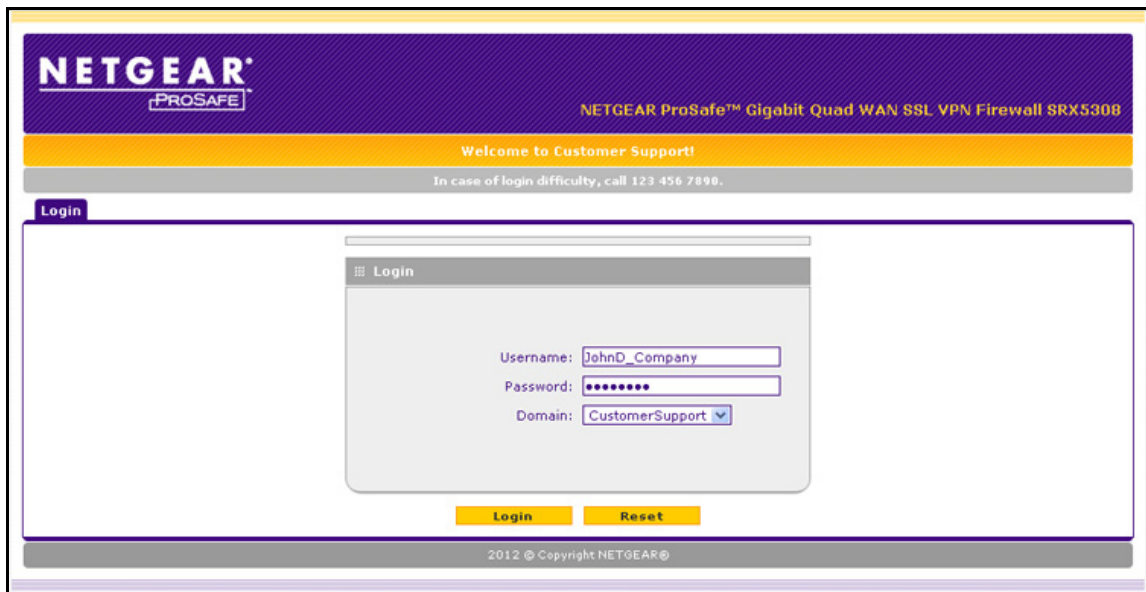 NETGEAR®
PROSAFE
NETGEAR ProSafe™ Gigabit Quad WAN SSL VPN Firewall SRX5308
Welcome to Customer Support!
In case of login difficulty, call 123 456 7890.
Login
Login
Username: JohnD_Company
Password: ••••••••
Domain: CustomerSupport
Login Reset
2012 © Copyright NETGEAR®